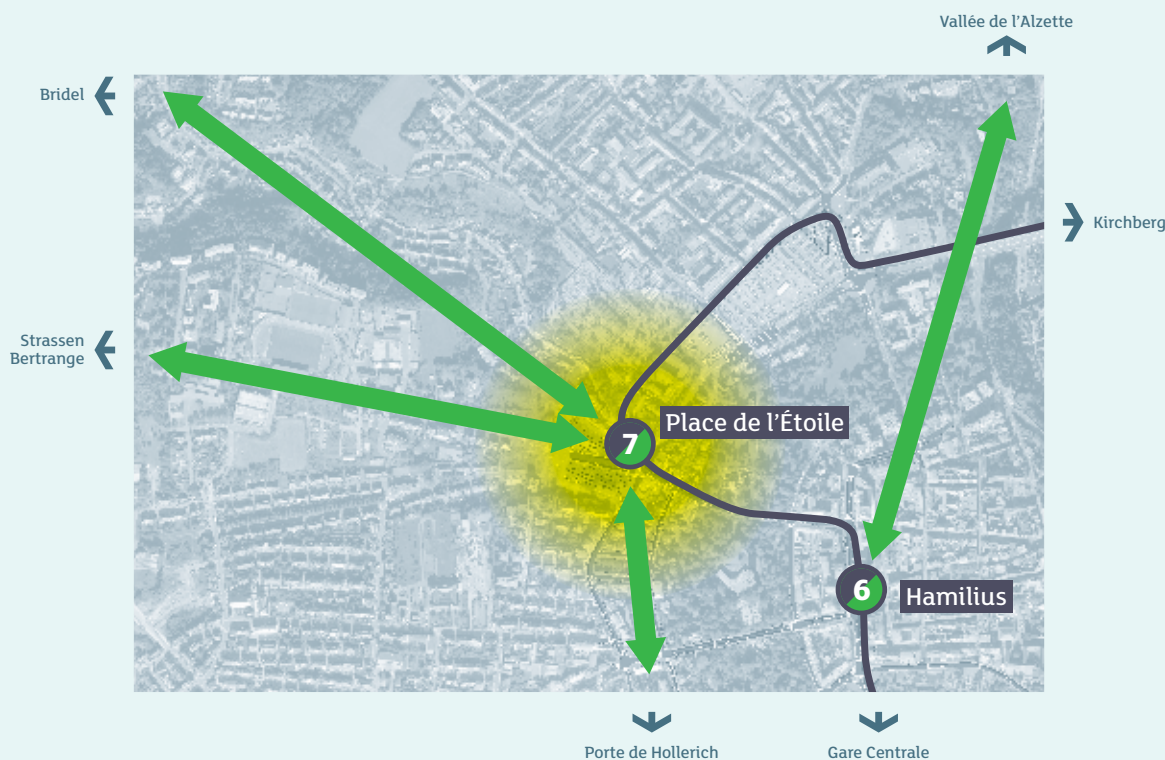 Vallée de l’Alzette
Bridel
Kirchberg
Strassen
Bertrange
7
Place de l’Étoile
6
Hamilius
Porte de Hollerich
Gare Centrale